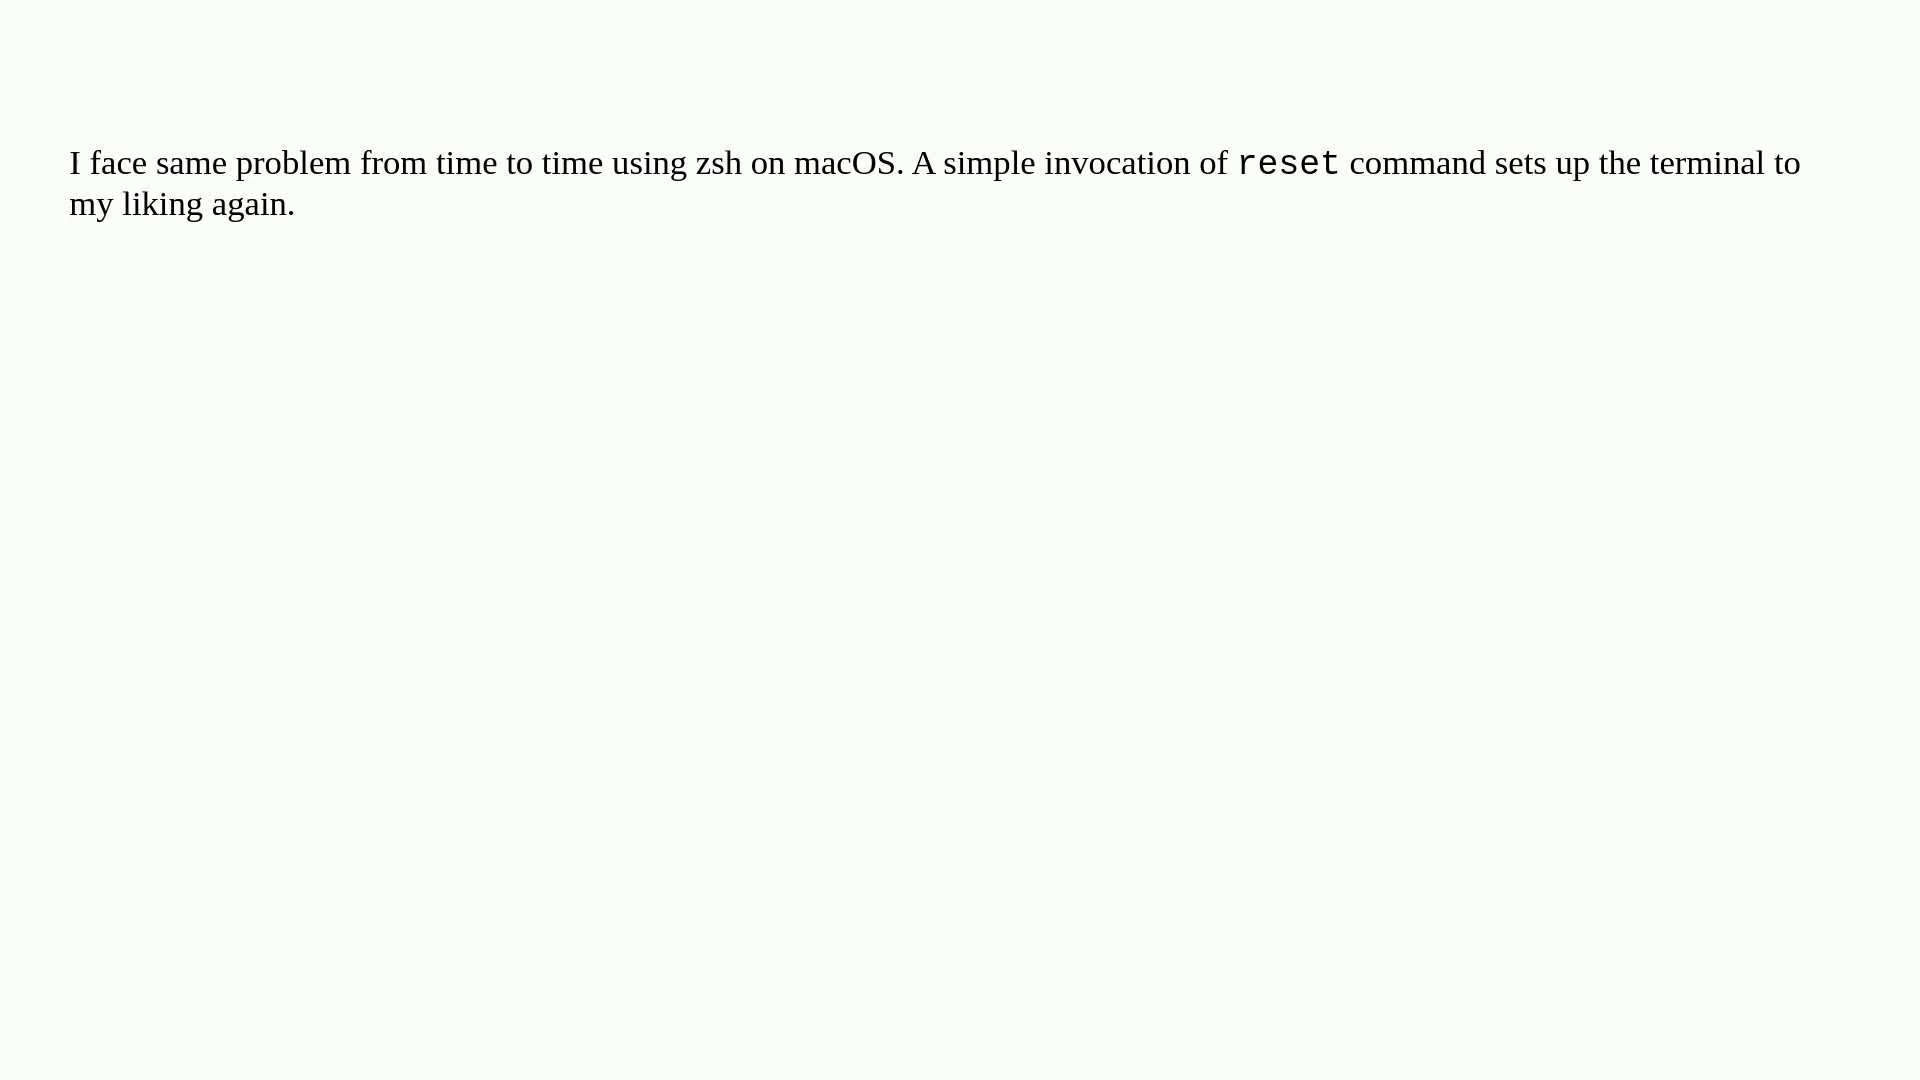 I face same problem from time to time using zsh on macOS. A simple invocation of reset command sets up the terminal to
my liking again.